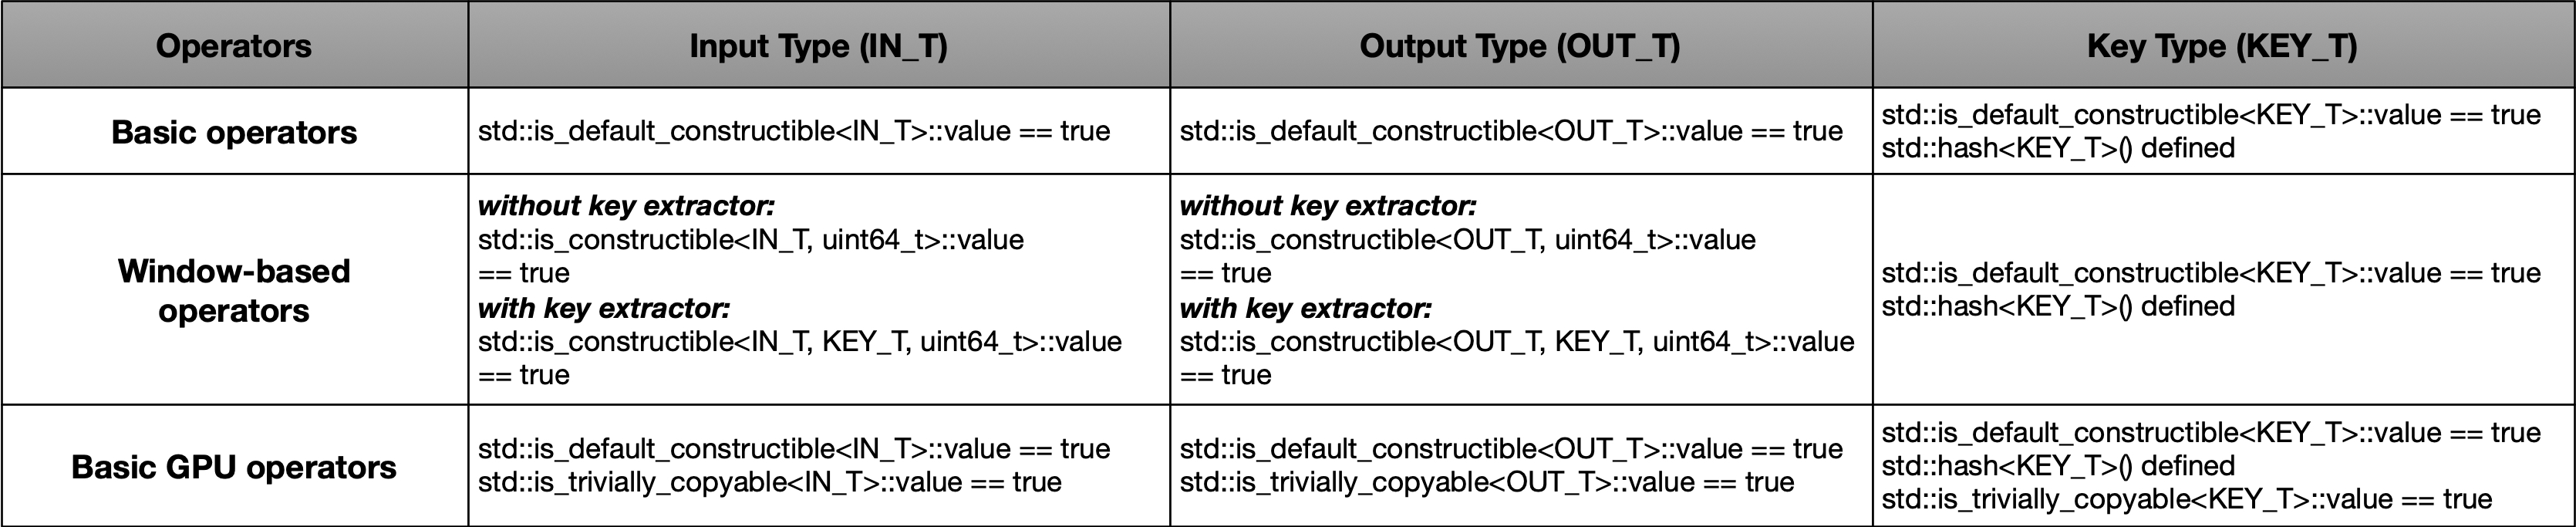 Operators
Input Type (IN_T)
Output Type (OUT_T)
Key Type (KEY_T)
Basic operators
std::is_default_constructible<IN_T>::value == true
std::is_default_constructible<OUT_T>::value == true
std::is_default_constructible<KEY_T>::value == true
std::hash<KEY_T>() defined
Window-based
operators
without key extractor:
std::is_constructible<IN_T, uint64_t>::value
== true
with key extractor:
std::is_constructible<IN_T, KEY_T, uint64_t>::value
== true
without key extractor:
std::is_constructible<OUT_T, uint64_t>::value
== true
with key extractor:
std::is_constructible<OUT_T, KEY_T, uint64_t>::value
== true
std::is_default_constructible<KEY_T>::value == true
std::hash<KEY_T>() defined
Basic GPU operators
std::is_default_constructible<IN_T>::value == true
std::is_trivially_copyable<IN_T>::value == true
std::is_default_constructible<OUT_T>::value == true
std::is_trivially_copyable<OUT_T>::value == true
std::is_default_constructible<KEY_T>::value == true
std::hash<KEY_T>() defined
std::is_trivially_copyable<KEY_T>::value == true